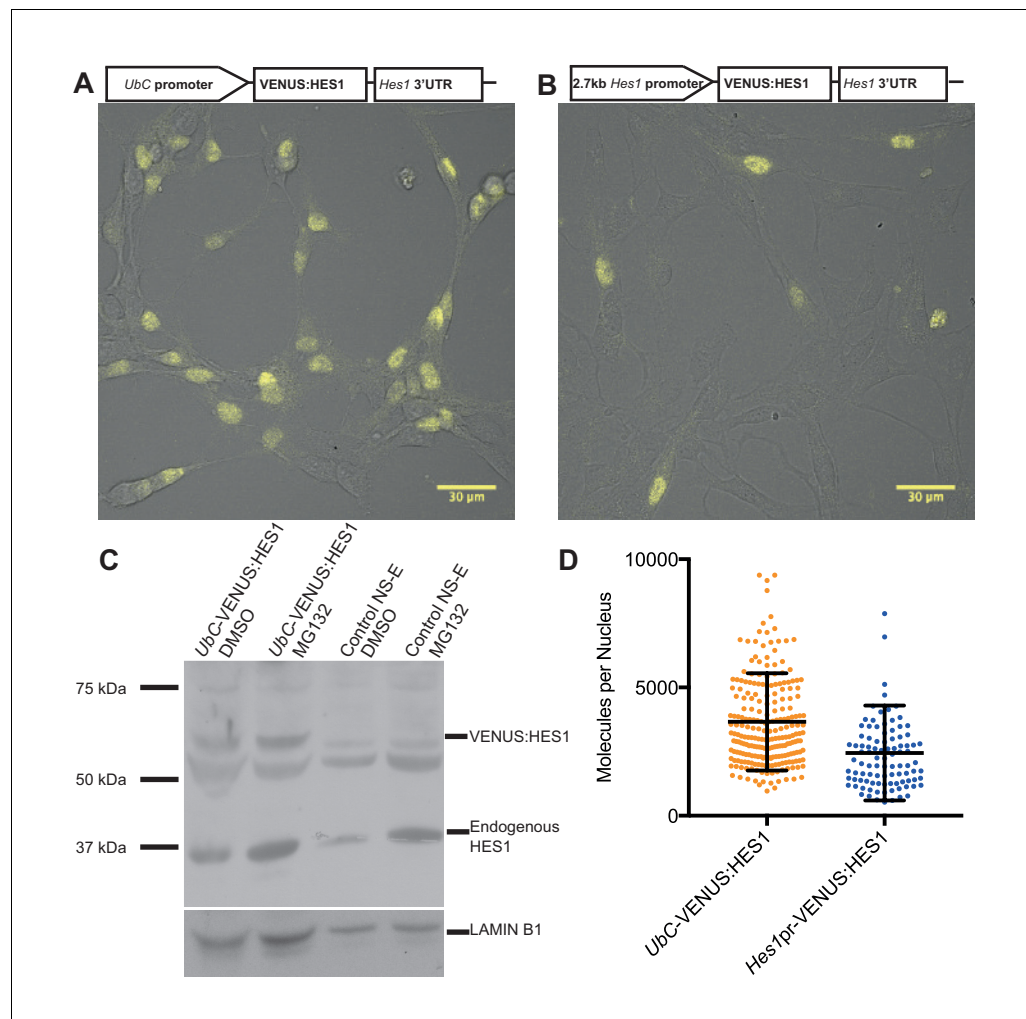 A
UbC promoter
VENUS:HES1
Hes1 3'UTR
30 µm
B
2.7kb Hes1 promoter
VENUS:HES1
Hes1 3'UTR
30 µm
C
UbC-VENUS:HES1
DMSO
UbC-VENUS:HES1
MG132
Control NS-E
DMSO
Control NS-E
MG132
75 kDa
50 kDa
37 kDa
VENUS:HES1
Endogenous
HES1
LAMIN B1
D
Molecules per Nucleus
10000
5000
0
UbC-VENUS:HES1
Hes1pr-VENUS:HES1